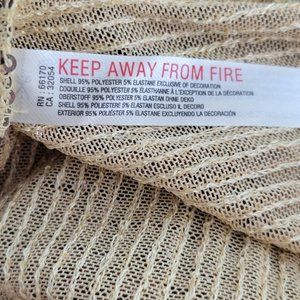 KEEP AWAY FROM FIRE
SHELL 95% POLYESTER 5% ELASTANE EXCLUSIVE OF DECORATION
COQUILLE 95% POLYESTER 5% ÉLASTHANNE À L'EXCEPTION DE LA DÉCORATION
OBERSTOFF 95% POLYESTER 5% ELASTAN OHNE DEKO
SHELL 95% POLIESTERE 5% ELASTAN ESCLUSO IL DECORO
EXTERIOR 95% POLIÉSTER 5% ELASTANO EXCLUYENDO LA DECORACIÓN
RN : 66170
CA : 32054